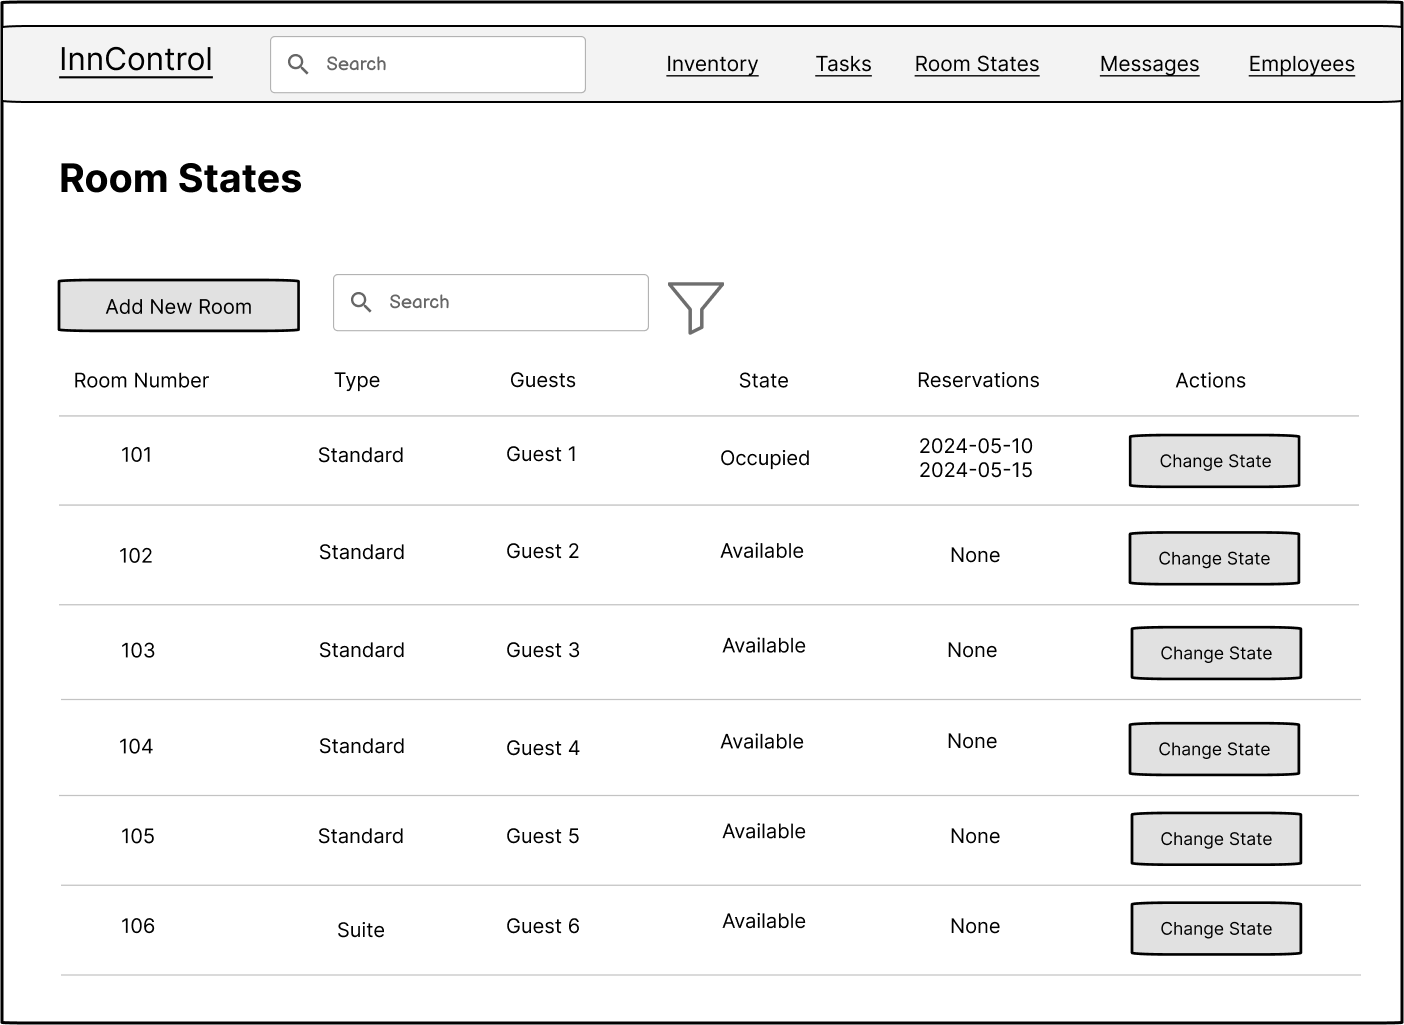 InnControl Search Inventory Tasks Room States Messages Employees
Room States
Add New Room Search
Room Number Type Guests State Reservations Actions
101 Standard Guest 1 Occupied 2024-05-10 2024-05-15 Change State
102 Standard Guest 2 Available None Change State
103 Standard Guest 3 Available None Change State
104 Standard Guest 4 Available None Change State
105 Standard Guest 5 Available None Change State
106 Suite Guest 6 Available None Change State